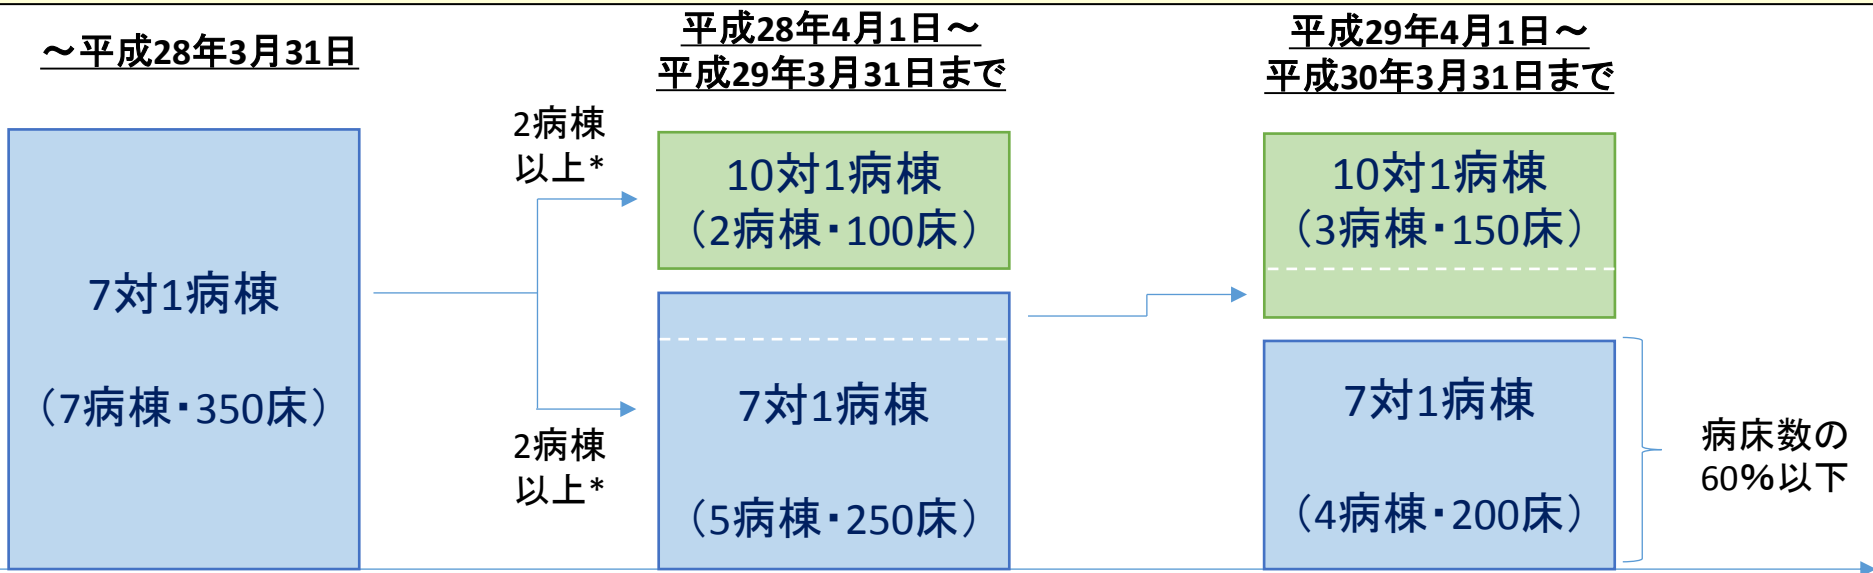 ～平成28年3月31日
平成28年4月1日～
平成29年3月31日まで
平成29年4月1日～
平成30年3月31日まで
7対1病棟
（7病棟・350床）
2病棟
以上*
2病棟
以上*
10対1病棟
（2病棟・100床）
7対1病棟
（5病棟・250床）
10対1病棟
（3病棟・150床）
7対1病棟
（4病棟・200床）
病床数の
60%以下